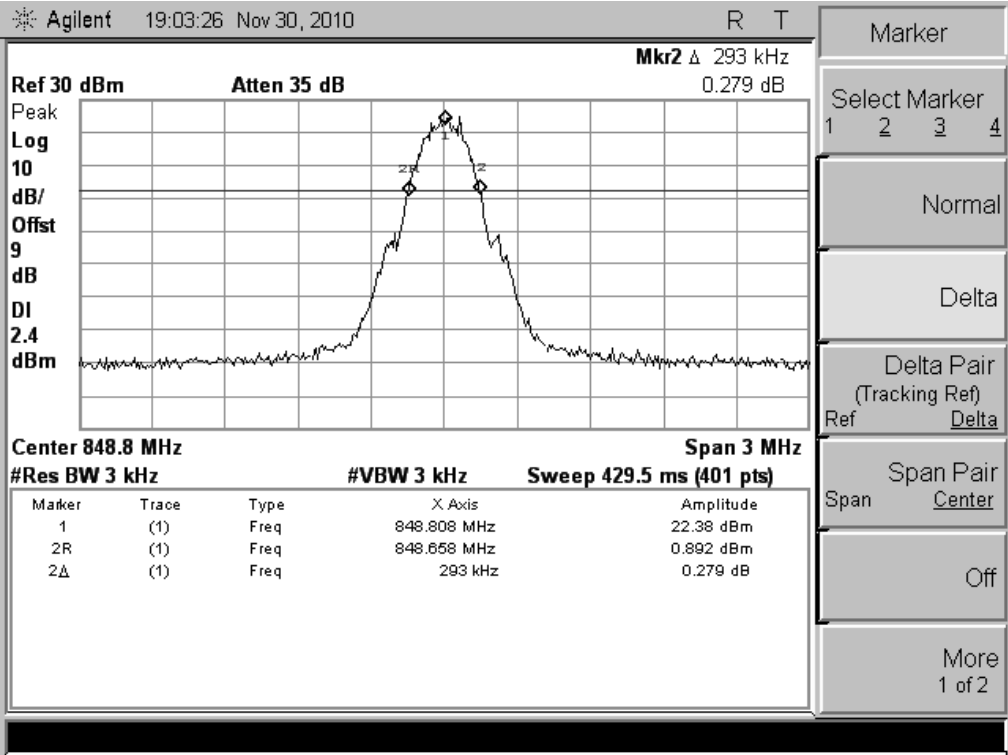 Agilent 19:03:26 Nov 30, 2010 R T
Mkr2 Δ 293 kHz
Ref 30 dBm Atten 35 dB 0.279 dB
Peak
Log
10
dB/
Offst
9
dB
DI
2.4
dBm
1
2R
2
Center 848.8 MHz Span 3 MHz
#Res BW 3 kHz #VBW 3 kHz Sweep 429.5 ms (401 pts)
Marker Trace Type X Axis Amplitude
1 (1) Freq 848.808 MHz 22.38 dBm
2R (1) Freq 848.658 MHz 0.892 dBm
2Δ (1) Freq 293 kHz 0.279 dB
Marker
Select Marker
1 2 3 4
Normal
Delta
Delta Pair
(Tracking Ref)
Ref Delta
Span Pair
Span Center
Off
More
1 of 2